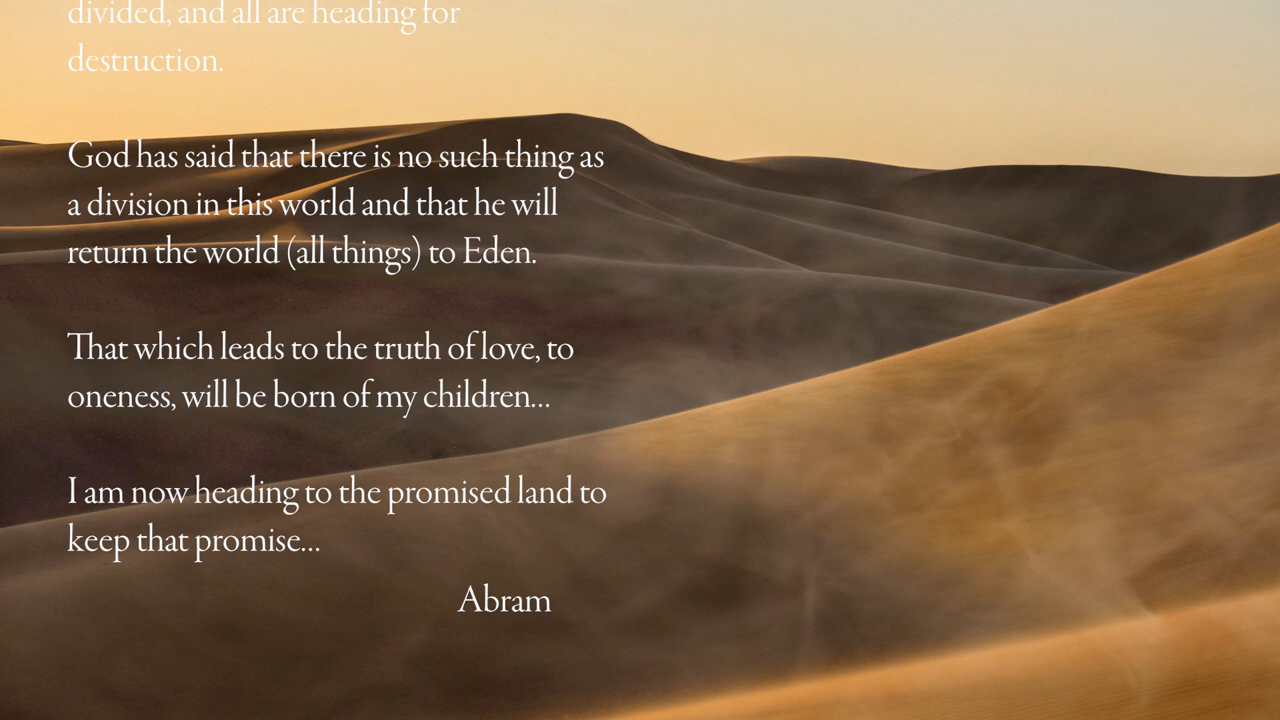 divided, and all are heading for
destruction.
God has said that there is no such thing as
a division in this world and that he will
return the world (all things) to Eden.
That which leads to the truth of love, to
oneness, will be born of my children...
I am now heading to the promised land to
keep that promise...
Abram